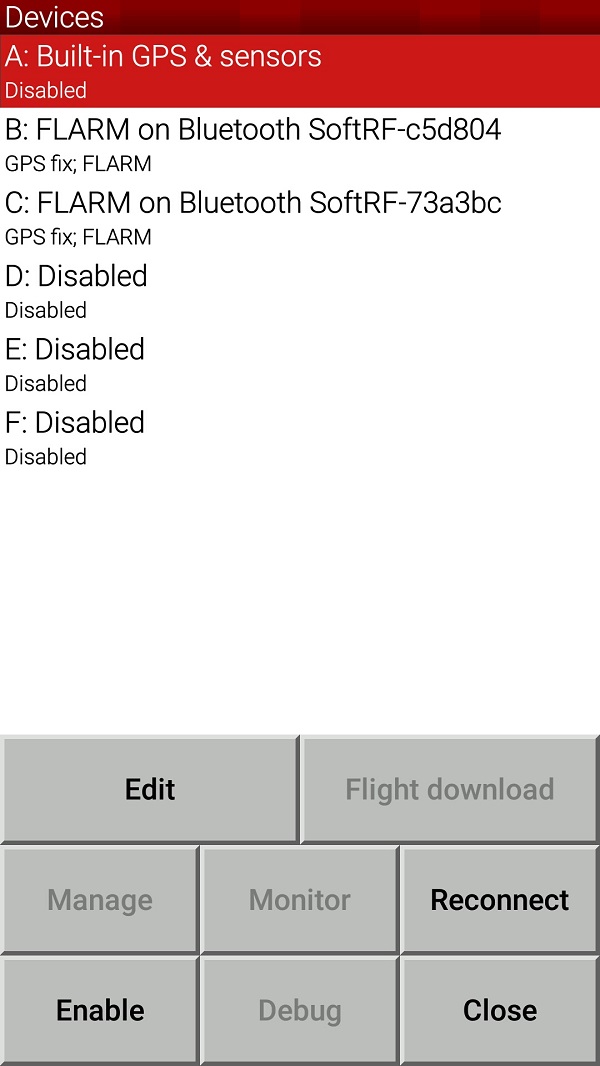 Devices
A: Built-in GPS & sensors
Disabled
B: FLARM on Bluetooth SoftRF-c5d804
GPS fix; FLARM
C: FLARM on Bluetooth SoftRF-73a3bc
GPS fix; FLARM
D: Disabled
Disabled
E: Disabled
Disabled
F: Disabled
Disabled
Edit Flight download
Manage Monitor Reconnect
Enable Debug Close